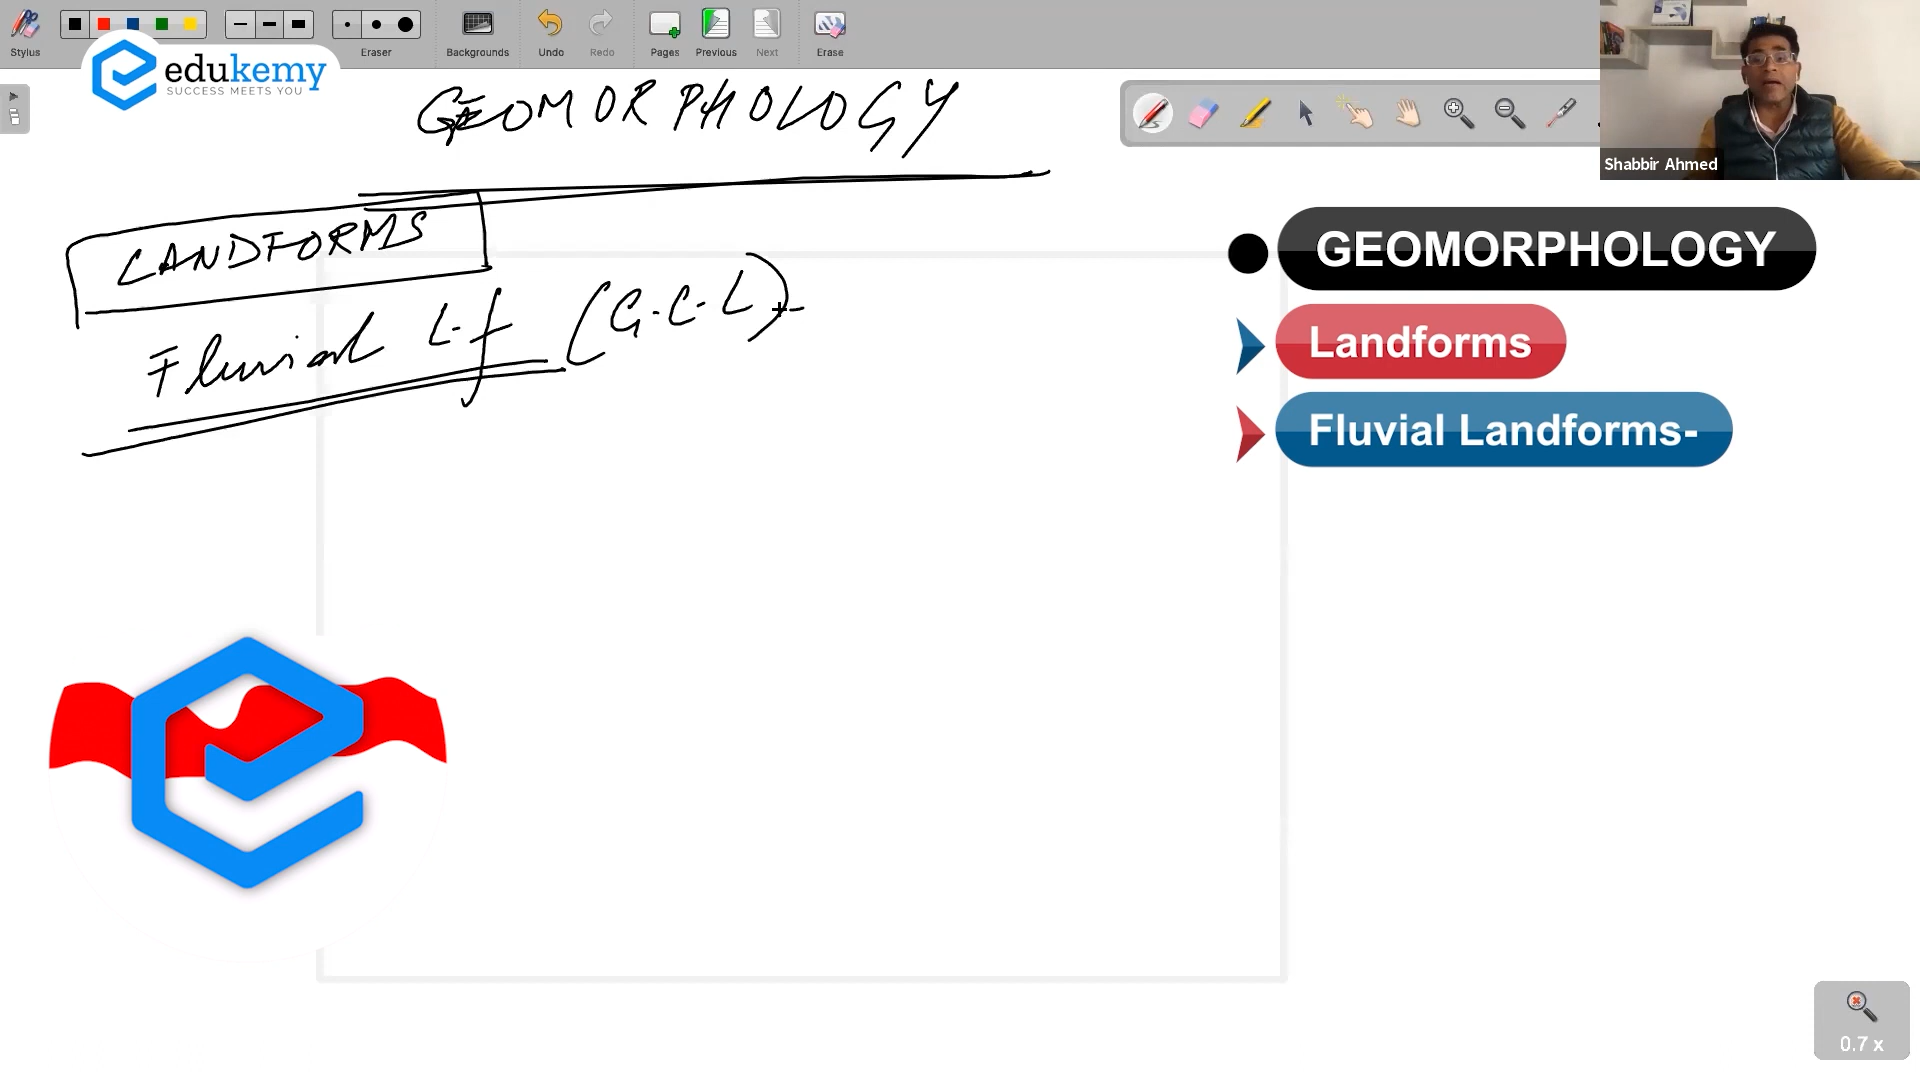 Stylus
Eraser
Backgrounds
Undo
Redo
Pages
Previous
Next
Erase
edukemy
SUCCESS MEETS YOU
GEOMORPHOLOGY
Shabbir Ahmed
LANDFORMS
Fluvial L.f (G.C.L)-
GEOMORPHOLOGY
Landforms
Fluvial Landforms-
0.7 x